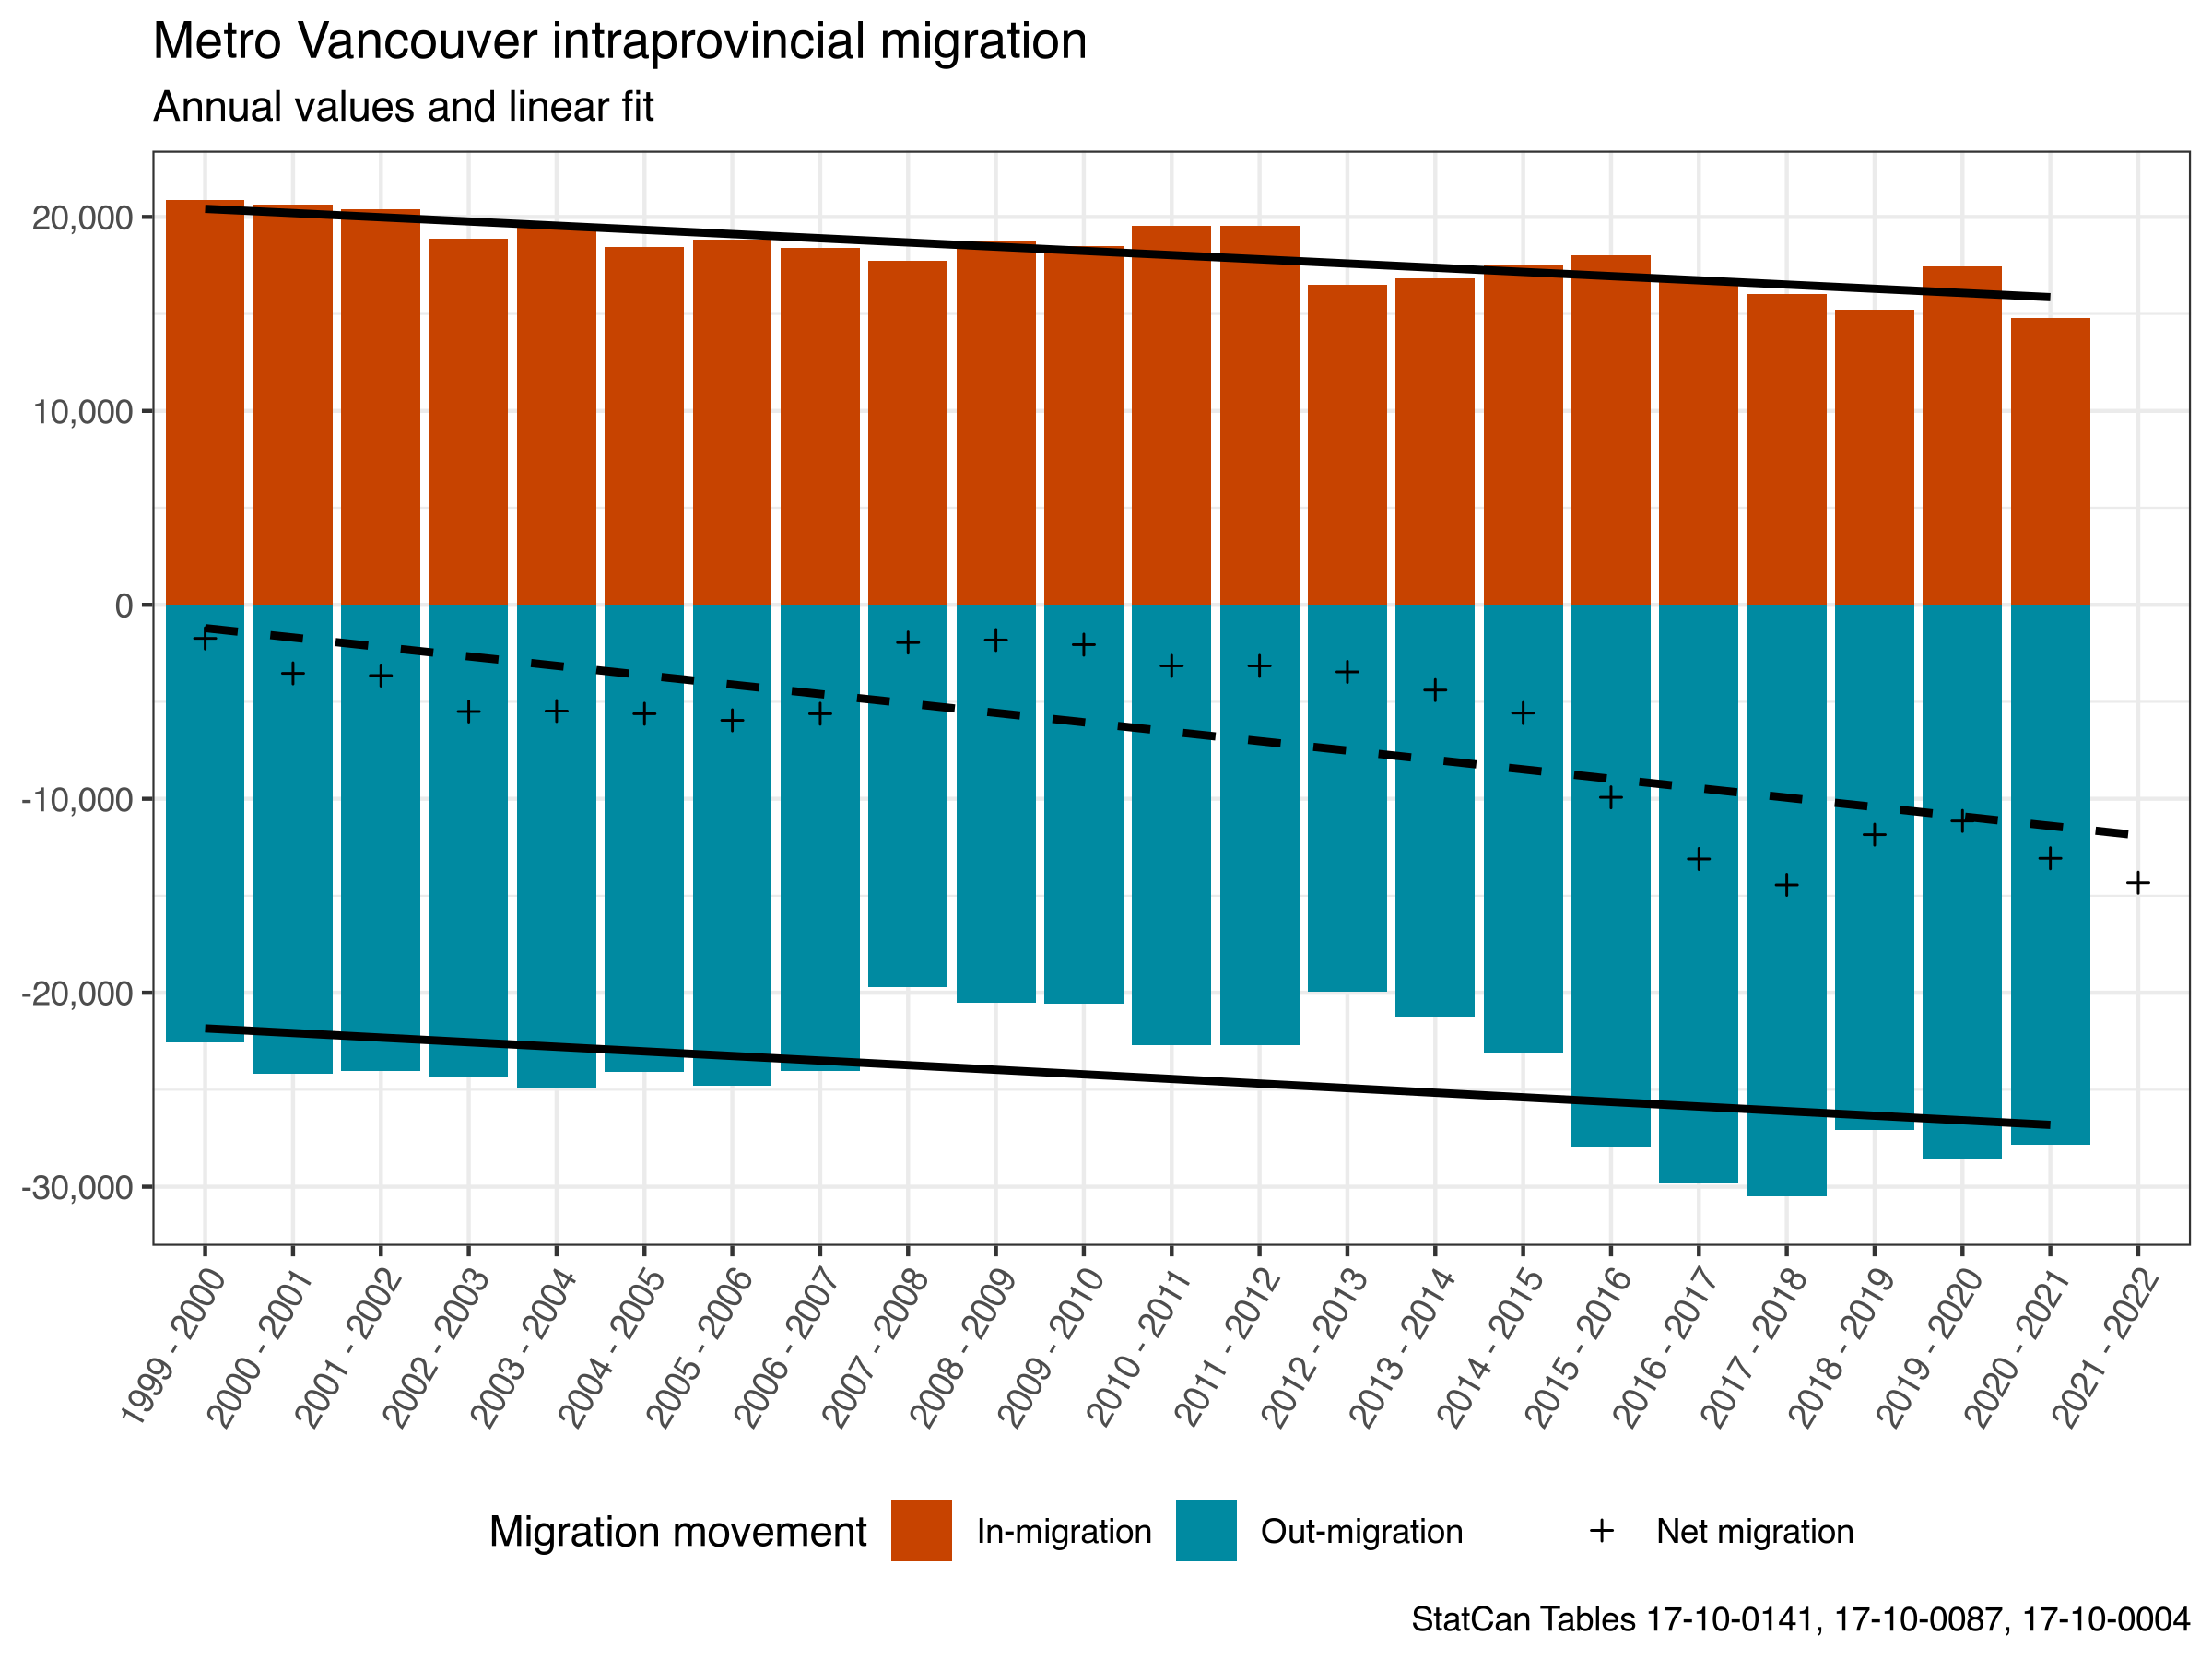 Metro Vancouver intraprovincial migration
Annual values and linear fit
20,000
10,000
0
-10,000
-20,000
-30,000
1999 - 2000
2000 - 2001
2001 - 2002
2002 - 2003
2003 - 2004
2004 - 2005
2005 - 2006
2006 - 2007
2007 - 2008
2008 - 2009
2009 - 2010
2010 - 2011
2011 - 2012
2012 - 2013
2013 - 2014
2014 - 2015
2015 - 2016
2016 - 2017
2017 - 2018
2018 - 2019
2019 - 2020
2020 - 2021
2021 - 2022
Migration movement In-migration Out-migration Net migration
StatCan Tables 17-10-0141, 17-10-0087, 17-10-0004